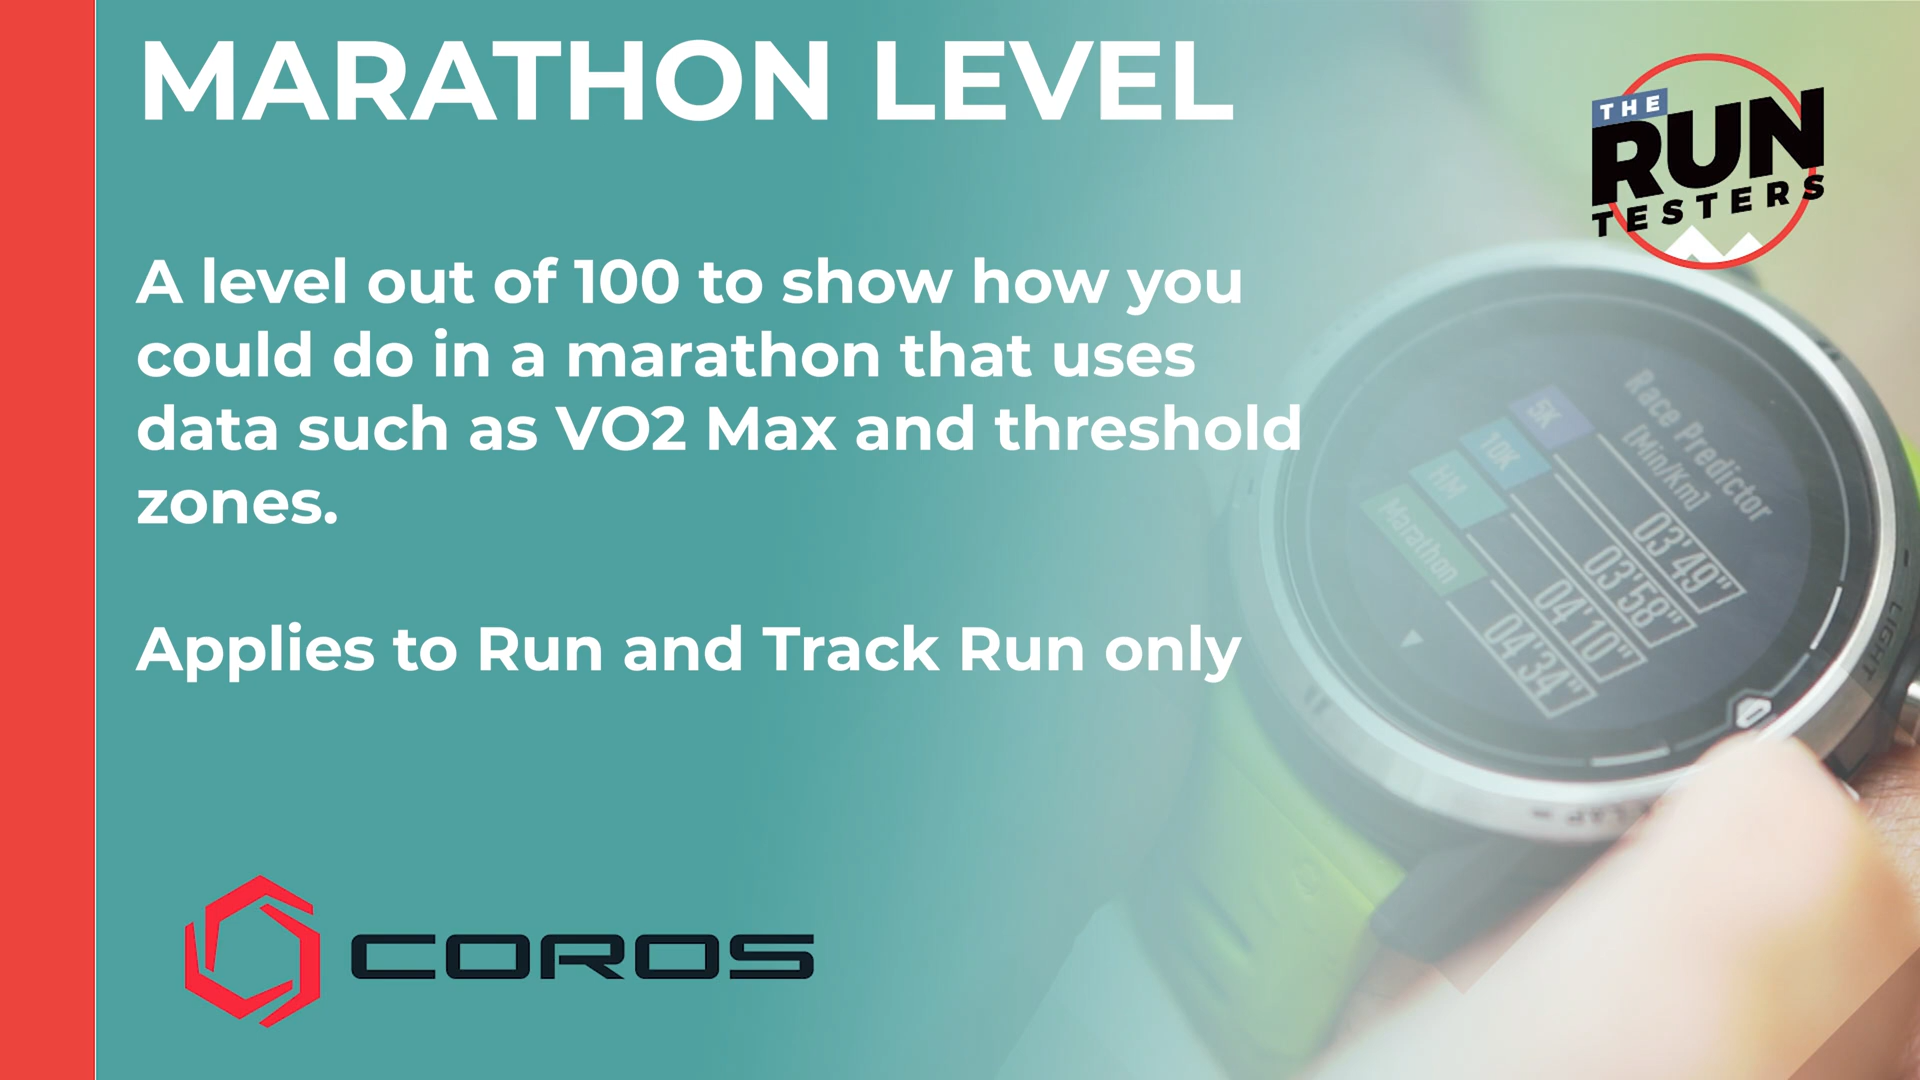 MARATHON LEVEL
THE
RUN
TESTERS
A level out of 100 to show how you
could do in a marathon that uses
data such as VO2 Max and threshold
zones.
Applies to Run and Track Run only
Race Predictor
[Min/Km]
5K 03'49"
10K 03'58"
HM 04'10"
Marathon 04'34"
LIGHT
LAP
COROS